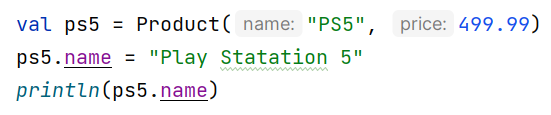 val ps5 = Product( name: "PS5", price: 499.99)
ps5.name = "Play Statation 5"
println(ps5.name)